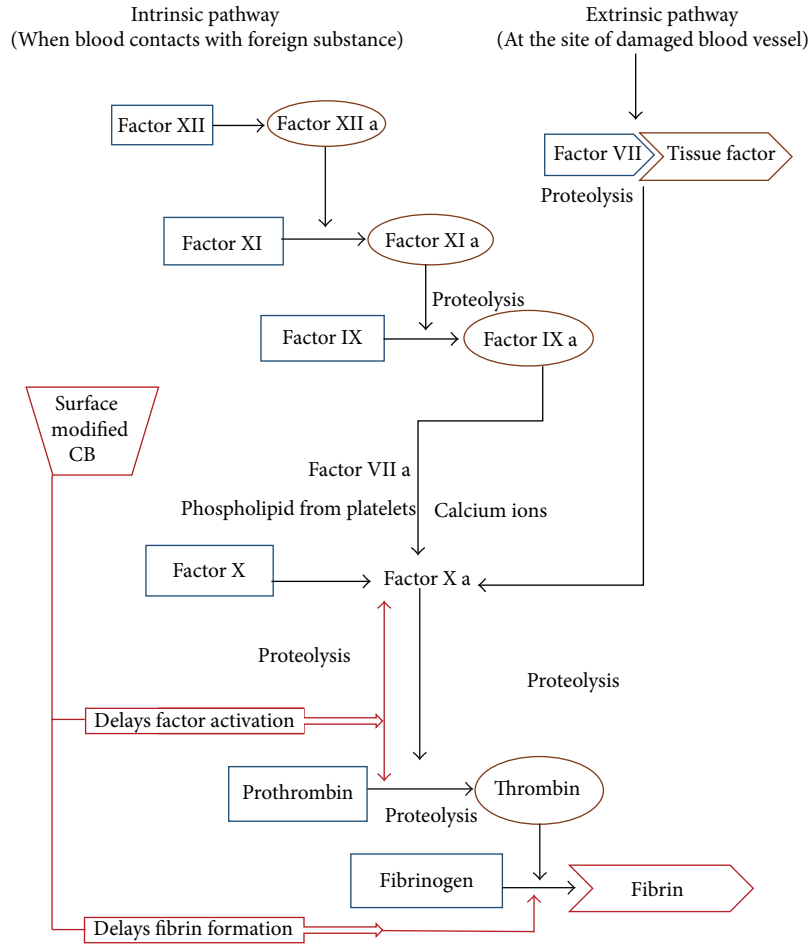 Intrinsic pathway
(When blood contacts with foreign substance)
Extrinsic pathway
(At the site of damaged blood vessel)
Factor XII
Factor XII a
Factor VII
Tissue factor
Proteolysis
Factor XI
Factor XI a
Proteolysis
Factor IX
Factor IX a
Surface
modified
CB
Factor VII a
Phospholipid from platelets
Calcium ions
Factor X
Factor X a
Proteolysis
Proteolysis
Delays factor activation
Prothrombin
Thrombin
Proteolysis
Fibrinogen
Fibrin
Delays fibrin formation